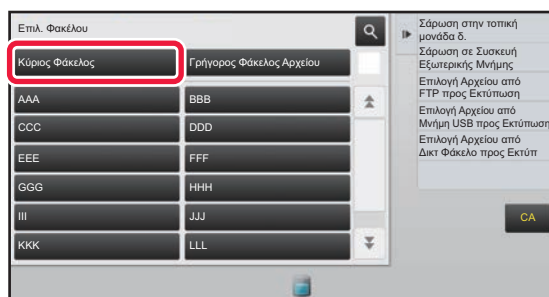 Επιλ. Φακέλου
Κύριος Φάκελος
Γρήγορος Φάκελος Αρχείου
AAA
BBB
CCC
DDD
EEE
FFF
GGG
HHH
III
JJJ
KKK
LLL
Σάρωση στην τοπική
μονάδα δ.
Σάρωση σε Συσκευή
Εξωτερικής Μνήμης
Επιλογή Αρχείου από
FTP προς Εκτύπωση
Επιλογή Αρχείου από
Μνήμη USB προς Εκτύπωση
Επιλογή Αρχείου από
Δικτ Φάκελο προς Εκτύπ
CA